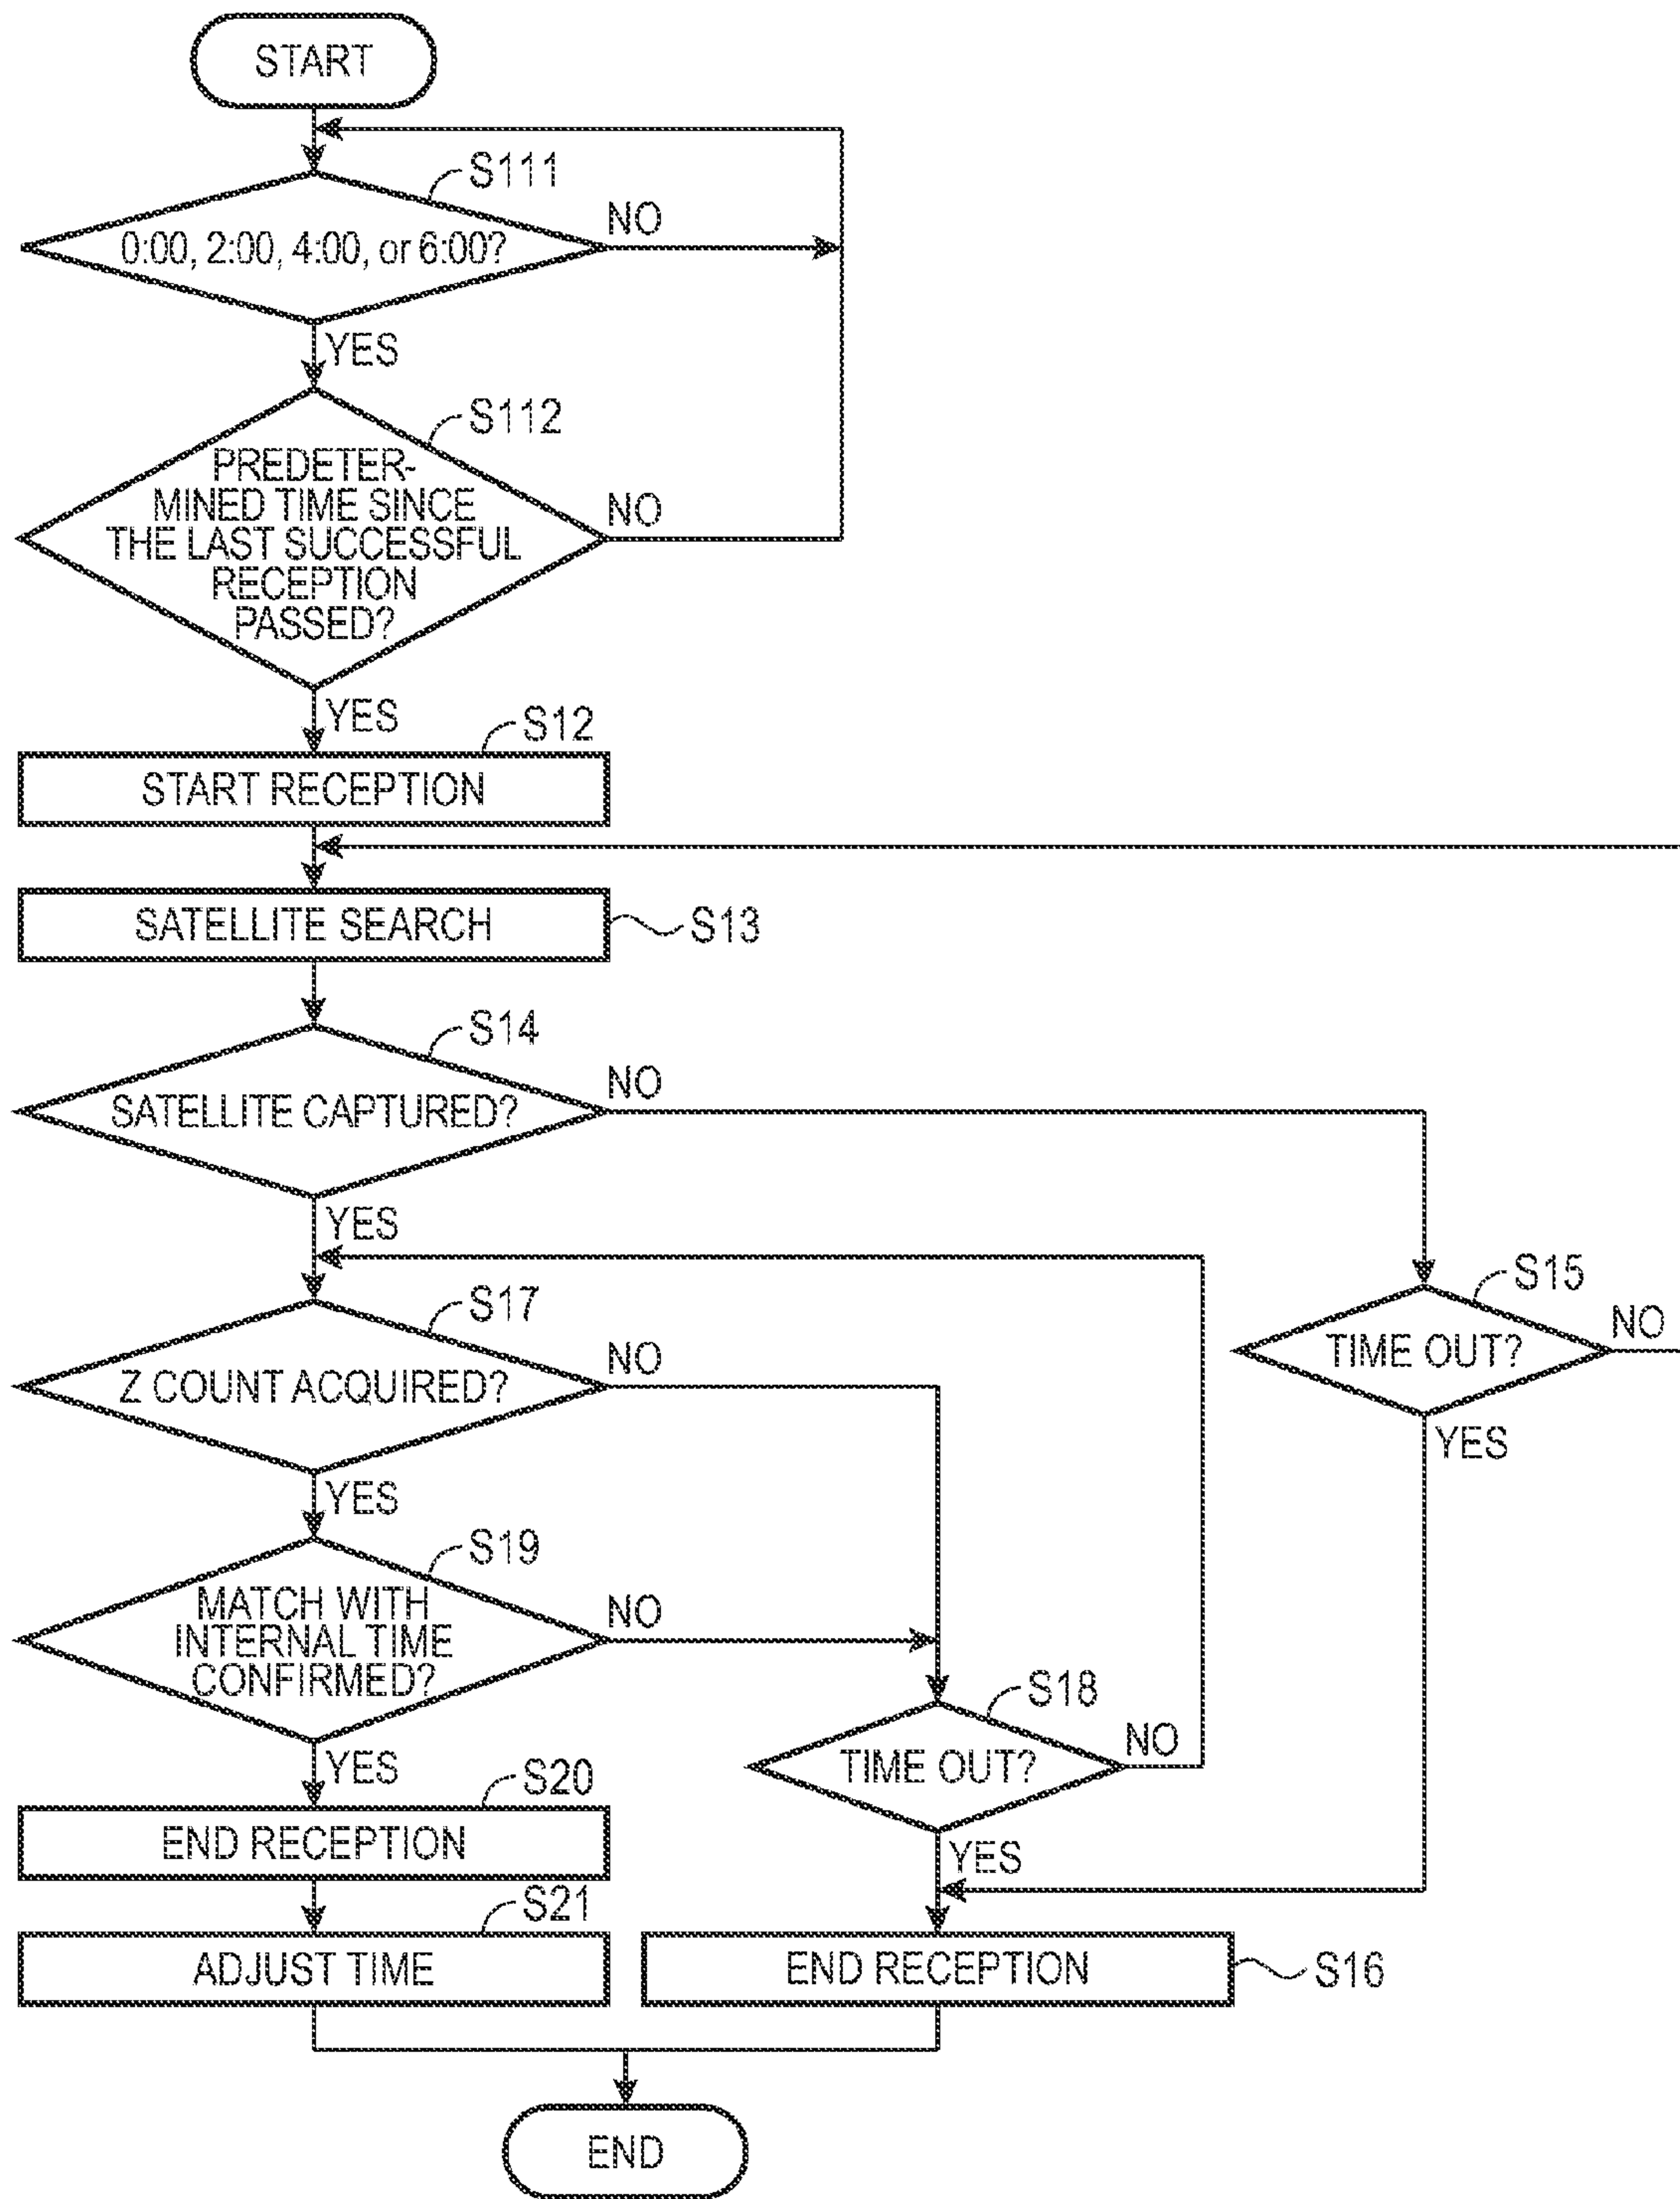 START
S111
0:00, 2:00, 4:00, or 6:00?
NO
YES
S112
PREDETER-
MINED TIME SINCE
THE LAST SUCCESSFUL
RECEPTION
PASSED?
NO
YES
S12
START RECEPTION
SATELLITE SEARCH
S13
S14
SATELLITE CAPTURED?
NO
YES
S15
TIME OUT?
NO
YES
S17
Z COUNT ACQUIRED?
NO
YES
S19
MATCH WITH
INTERNAL TIME
CONFIRMED?
NO
YES
S18
TIME OUT?
NO
YES
S20
END RECEPTION
S21
ADJUST TIME
END RECEPTION
S16
END